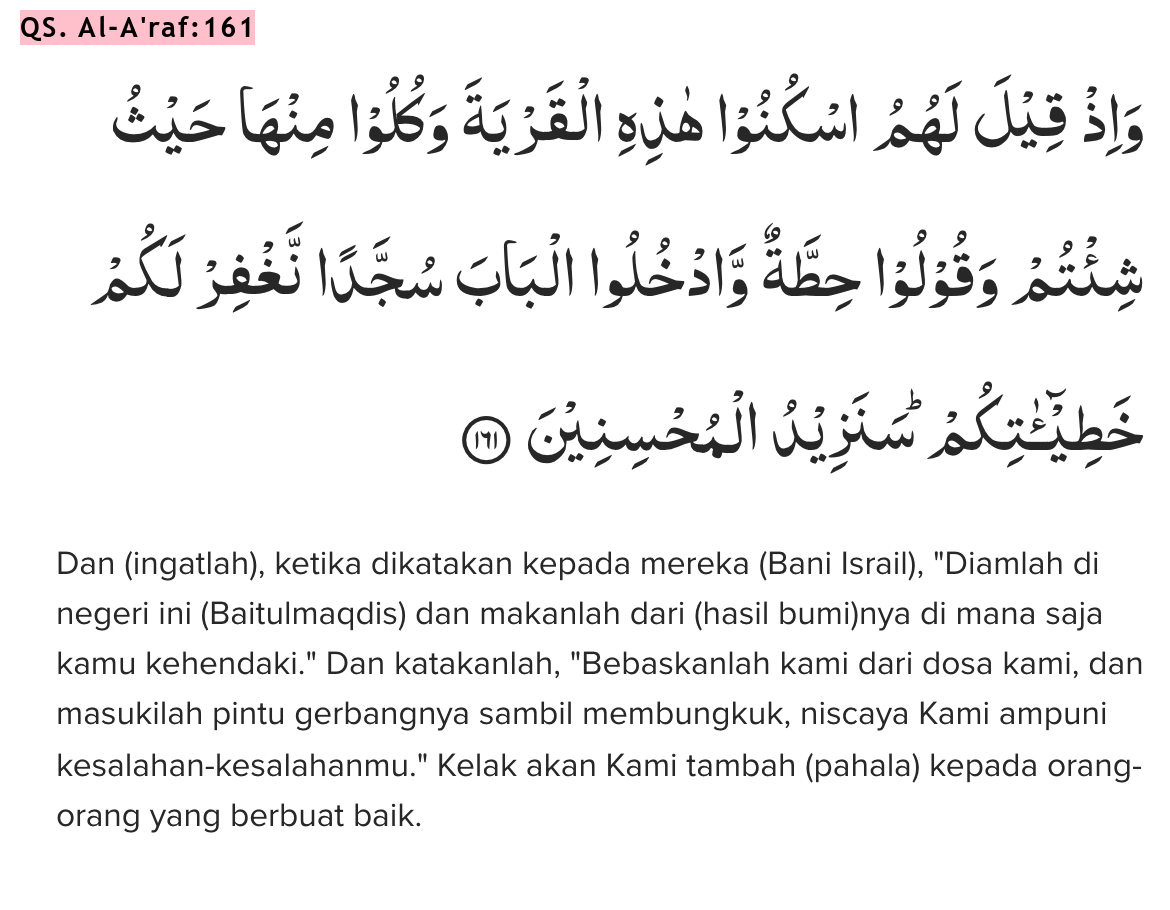 QS. Al-A'raf:161
وَاِذْ قِيْلَ لَهُمُ اسْكُنُوْا هٰذِهِ الْقَرْيَةَ وَكُلُوْا مِنْهَا حَيْثُ
شِئْتُمْ وَقُوْلُوْا حِطَّةٌ وَّادْخُلُوا الْبَابَ سُجَّدًا نَّغْفِرْ لَكُمْ
خَطِيْۤـٰٔتِكُمْۗ سَنَزِيْدُ الْمُحْسِنِيْنَ ١٦١
Dan (ingatlah), ketika dikatakan kepada mereka (Bani Israil), "Diamlah di
negeri ini (Baitulmaqdis) dan makanlah dari (hasil bumi)nya di mana saja
kamu kehendaki." Dan katakanlah, "Bebaskanlah kami dari dosa kami, dan
masukilah pintu gerbangnya sambil membungkuk, niscaya Kami ampuni
kesalahan-kesalahanmu." Kelak akan Kami tambah (pahala) kepada orang-
orang yang berbuat baik.